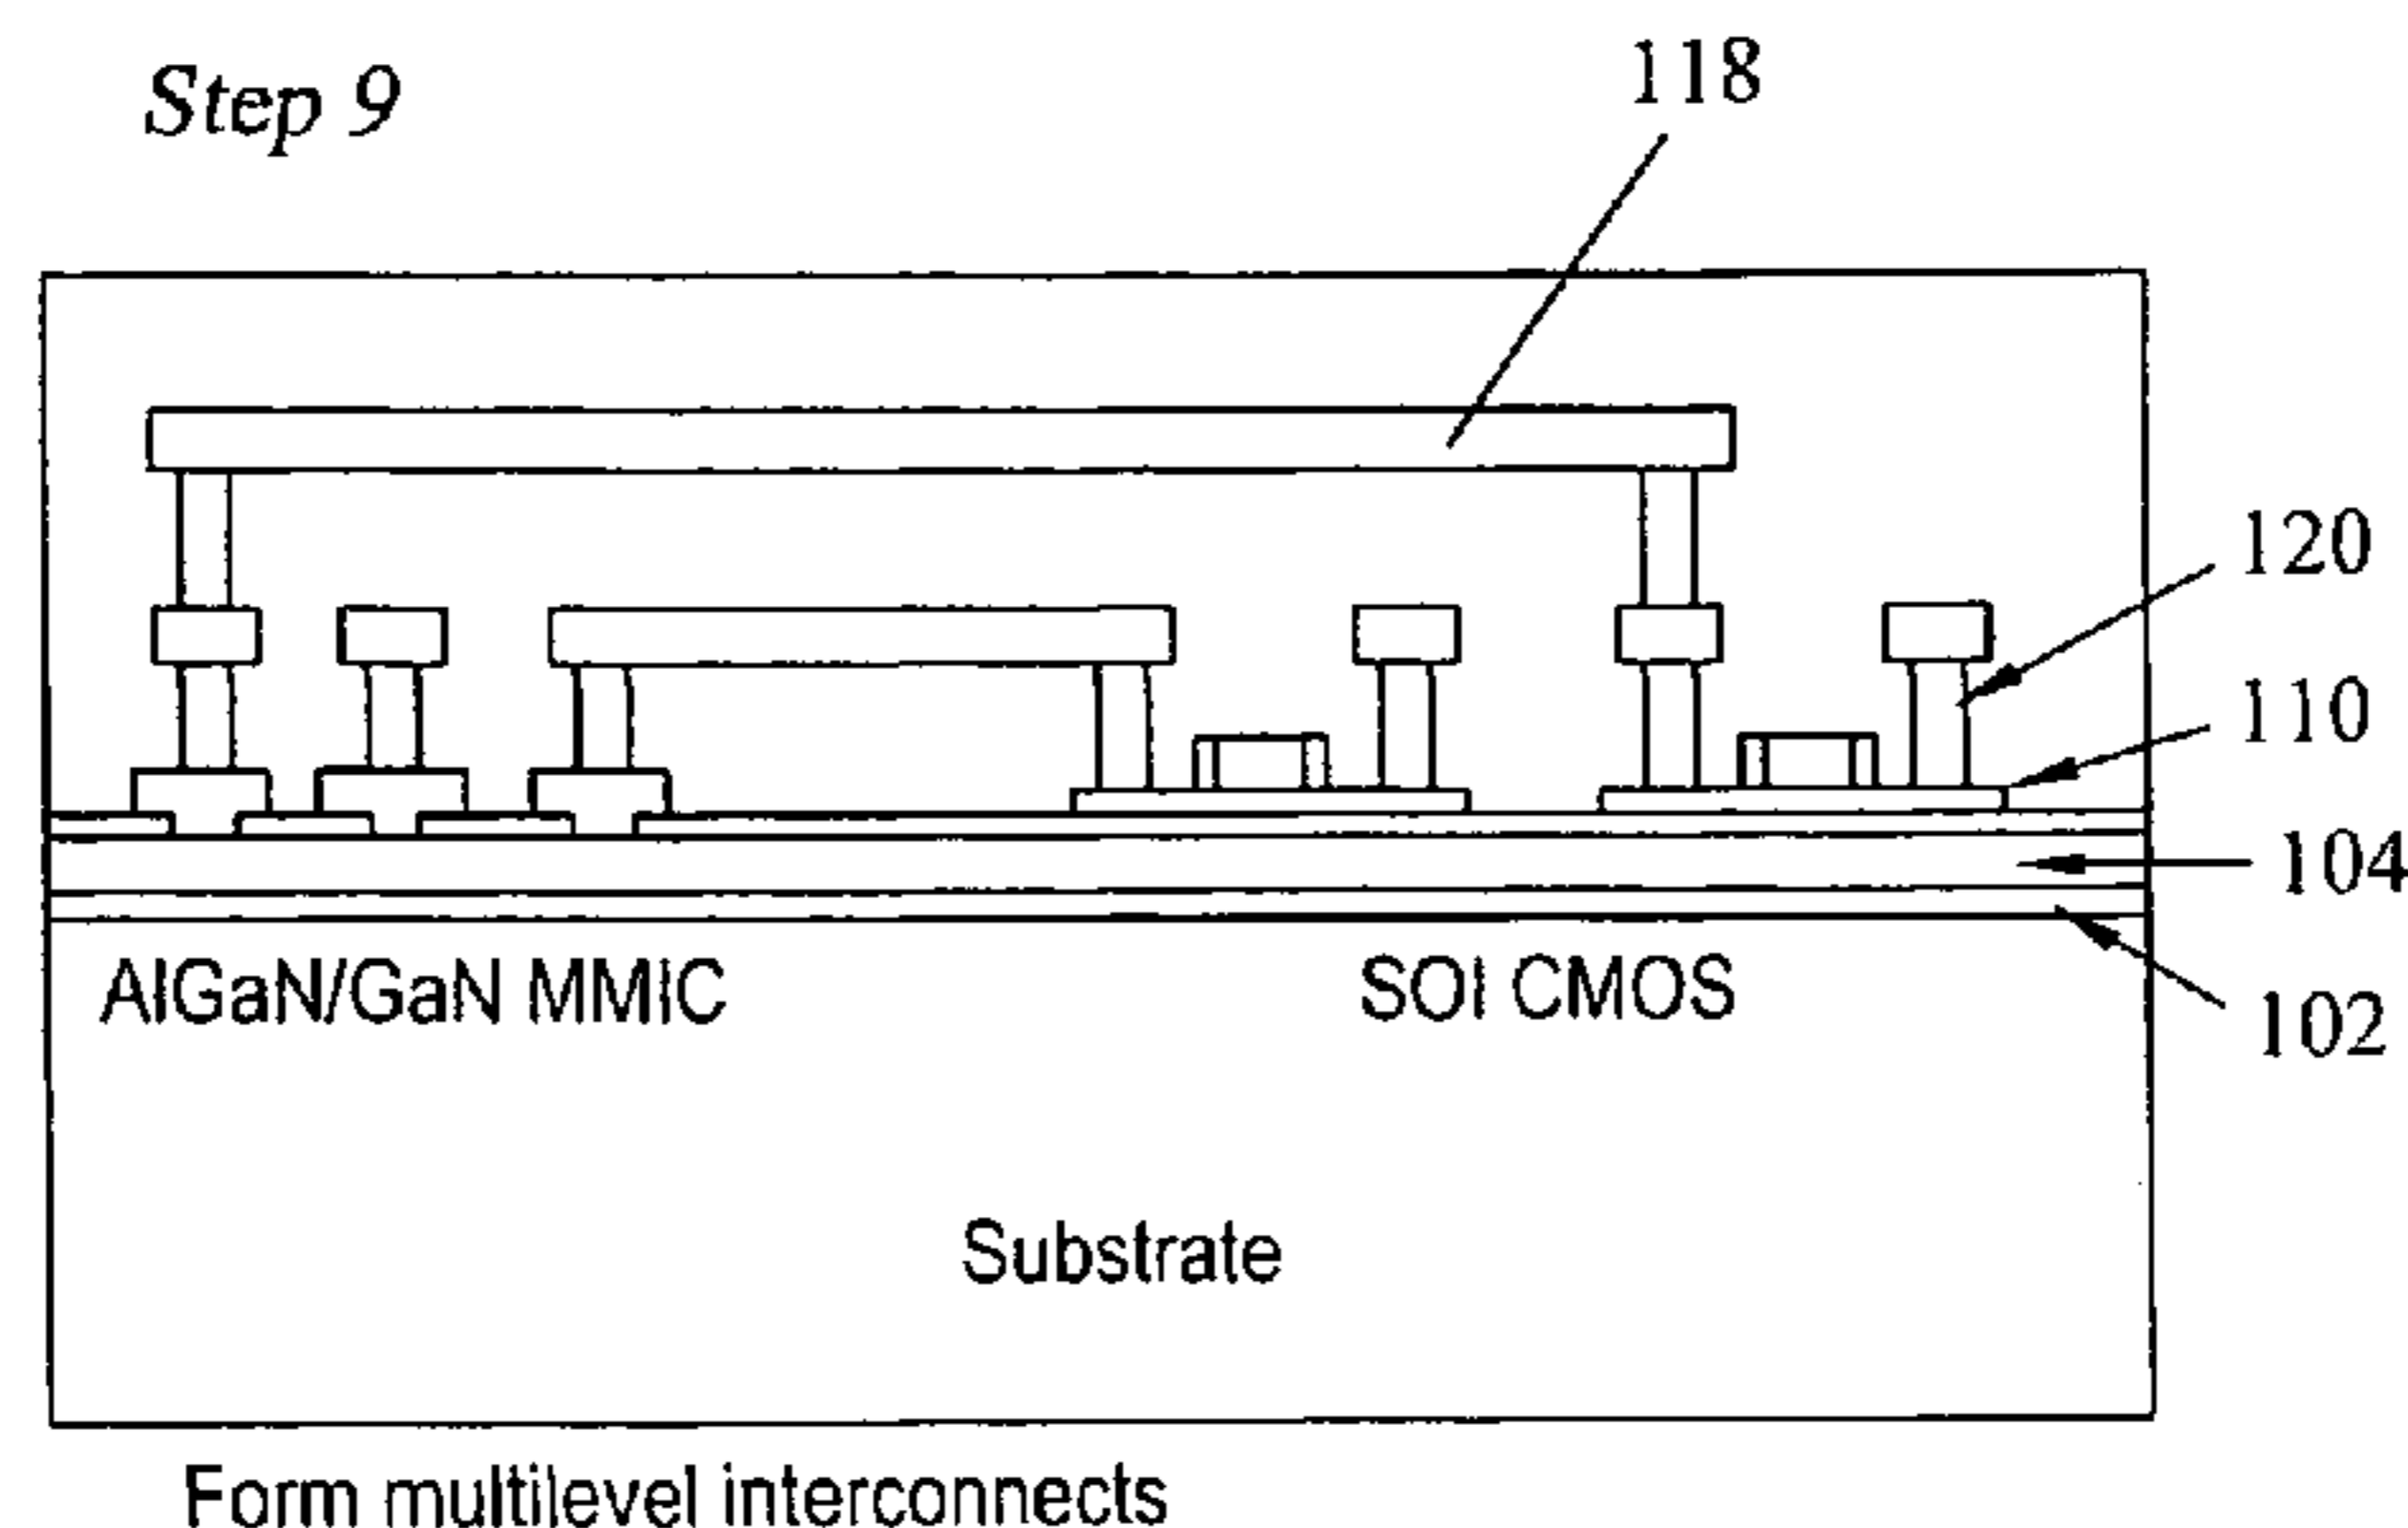 Step 9
118
120
110
104
102
AlGaN/GaN MMIC
SOI CMOS
Substrate
Form multilevel interconnects